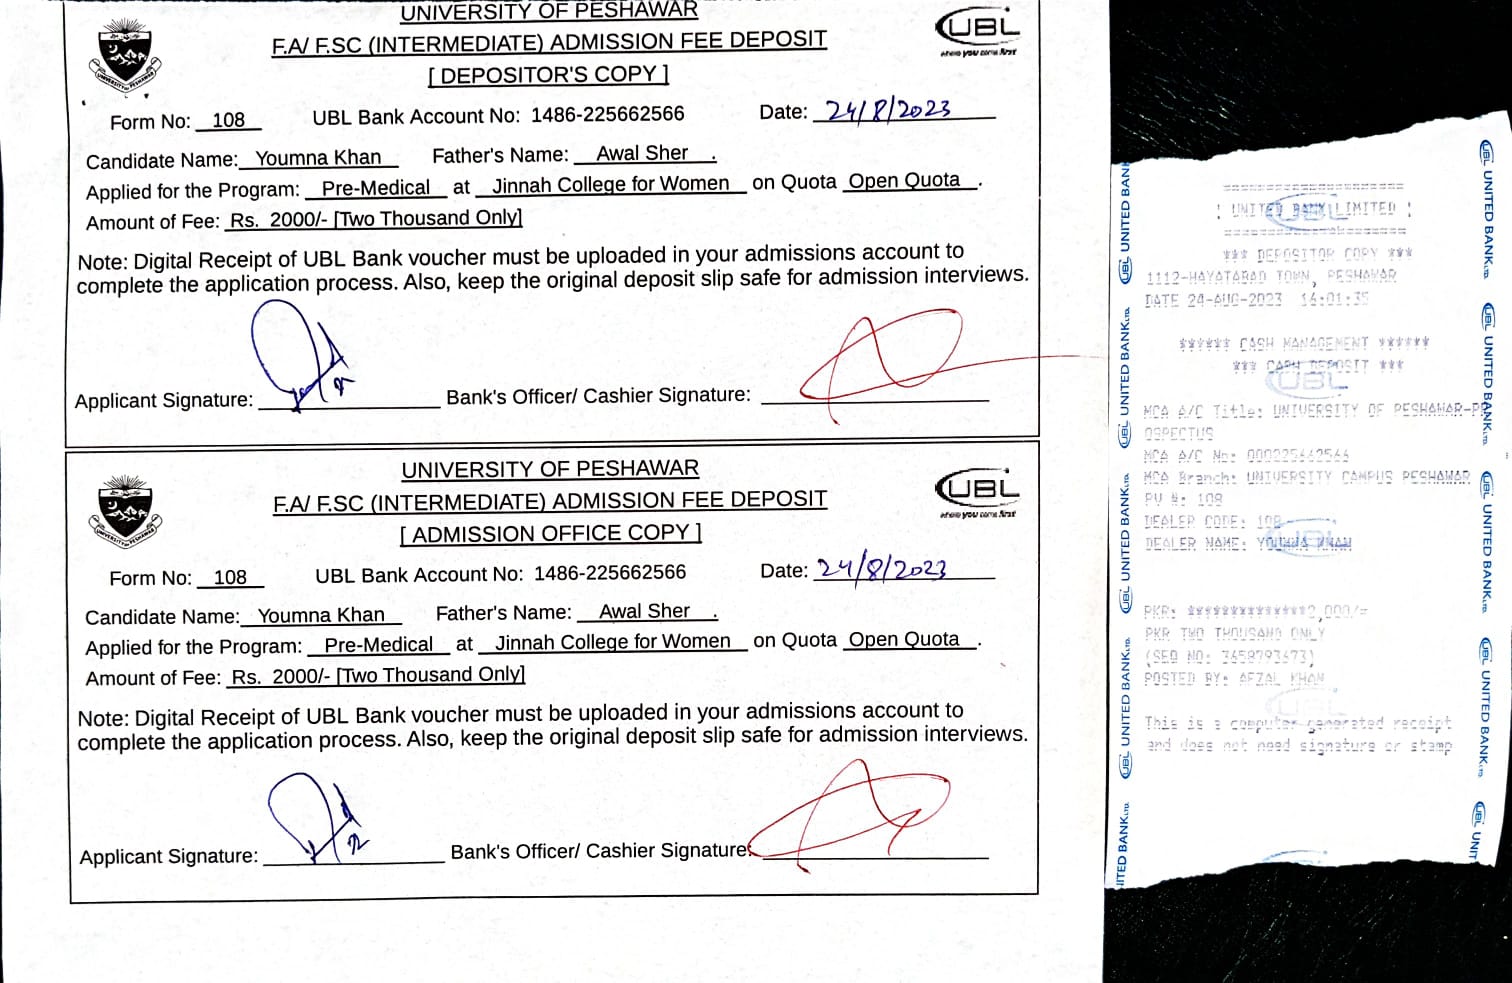 UNIVERSITY OF PESHAWAR
UBL
where you come first
F.A/ F.SC (INTERMEDIATE) ADMISSION FEE DEPOSIT
[ DEPOSITOR'S COPY ]
Form No: 108 UBL Bank Account No: 1486-225662566 Date: 24/8/2023
Candidate Name: Youmna Khan Father's Name: Awal Sher .
Applied for the Program: Pre-Medical at Jinnah College for Women on Quota Open Quota .
Amount of Fee: Rs. 2000/- [Two Thousand Only]
Note: Digital Receipt of UBL Bank voucher must be uploaded in your admissions account to
complete the application process. Also, keep the original deposit slip safe for admission interviews.
Applicant Signature: Bank's Officer/ Cashier Signature:
UNIVERSITY OF PESHAWAR
UBL
where you come first
F.A/ F.SC (INTERMEDIATE) ADMISSION FEE DEPOSIT
[ ADMISSION OFFICE COPY ]
Form No: 108 UBL Bank Account No: 1486-225662566 Date: 24/8/2023
Candidate Name: Youmna Khan Father's Name: Awal Sher .
Applied for the Program: Pre-Medical at Jinnah College for Women on Quota Open Quota .
Amount of Fee: Rs. 2000/- [Two Thousand Only]
Note: Digital Receipt of UBL Bank voucher must be uploaded in your admissions account to
complete the application process. Also, keep the original deposit slip safe for admission interviews.
Applicant Signature: Bank's Officer/ Cashier Signature:
! UNITED BANK LIMITED !
*** DEPOSITOR COPY ***
1112-HAYATABAD TOWN, PESHAWAR
DATE 24-AUG-2023 14:01:35
****** CASH MANAGEMENT ******
*** CASH DEPOSIT ***
MCA A/C Title: UNIVERSITY OF PESHAWAR-PR
OSPECTUS
MCA A/C No: 000225662566
MCA Branch: UNIVERSITY CAMPUS PESHAWAR
PV #: 108
DEALER CODE: 108
DEALER NAME: YOUMNA KHAN
PKR: **************2,000/=
PKR TWO THOUSAND ONLY
(SEQ NO: 3458793673)
POSTED BY: AFZAL KHAN
This is a computer generated receipt
and does not need signature or stamp
UBL UNITED BANK LTD.